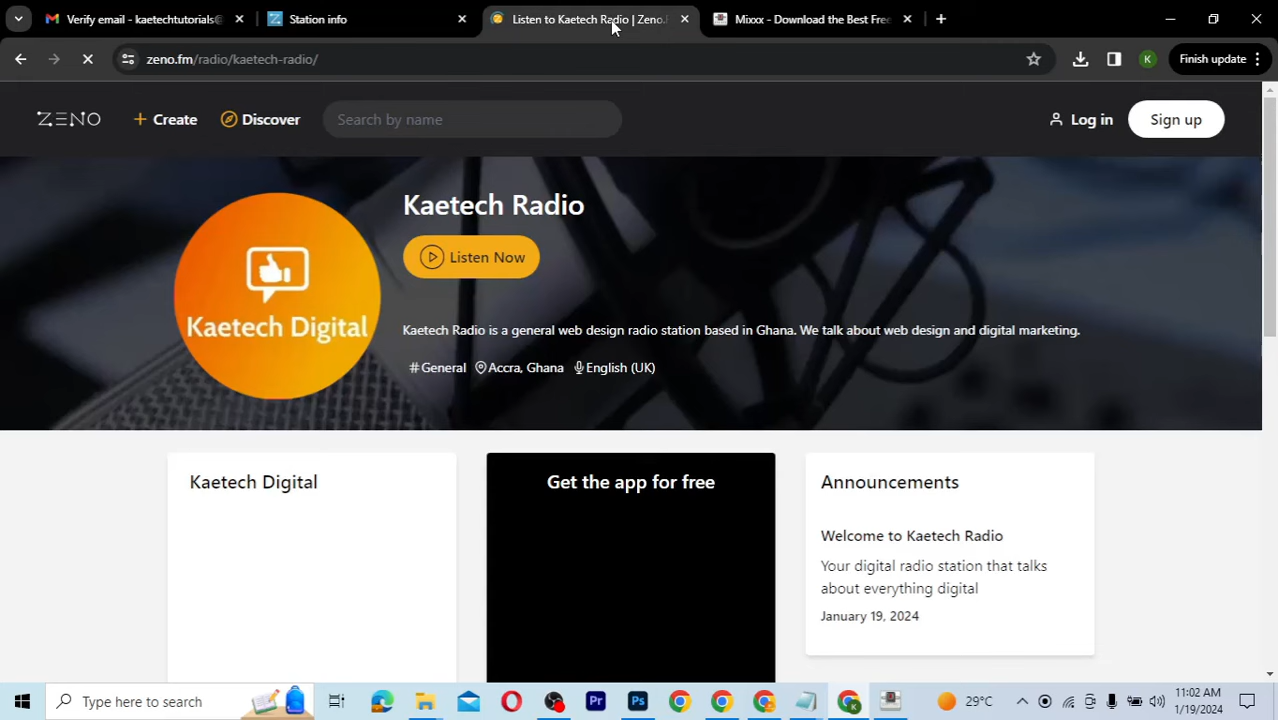 Verify email - kaetechtutorials@
Station info
Listen to Kaetech Radio | Zeno.F
Mixxx - Download the Best Free
zeno.fm/radio/kaetech-radio/
K
Finish update
ZENO
Create
Discover
Search by name
Log in
Sign up
Kaetech Radio
Listen Now
Kaetech Digital
Kaetech Radio is a general web design radio station based in Ghana. We talk about web design and digital marketing.
#General
Accra, Ghana
English (UK)
Kaetech Digital
Get the app for free
Announcements
Welcome to Kaetech Radio
Your digital radio station that talks
about everything digital
January 19, 2024
Type here to search
Pr
Ps
K
29°C
11:02 AM
1/19/2024